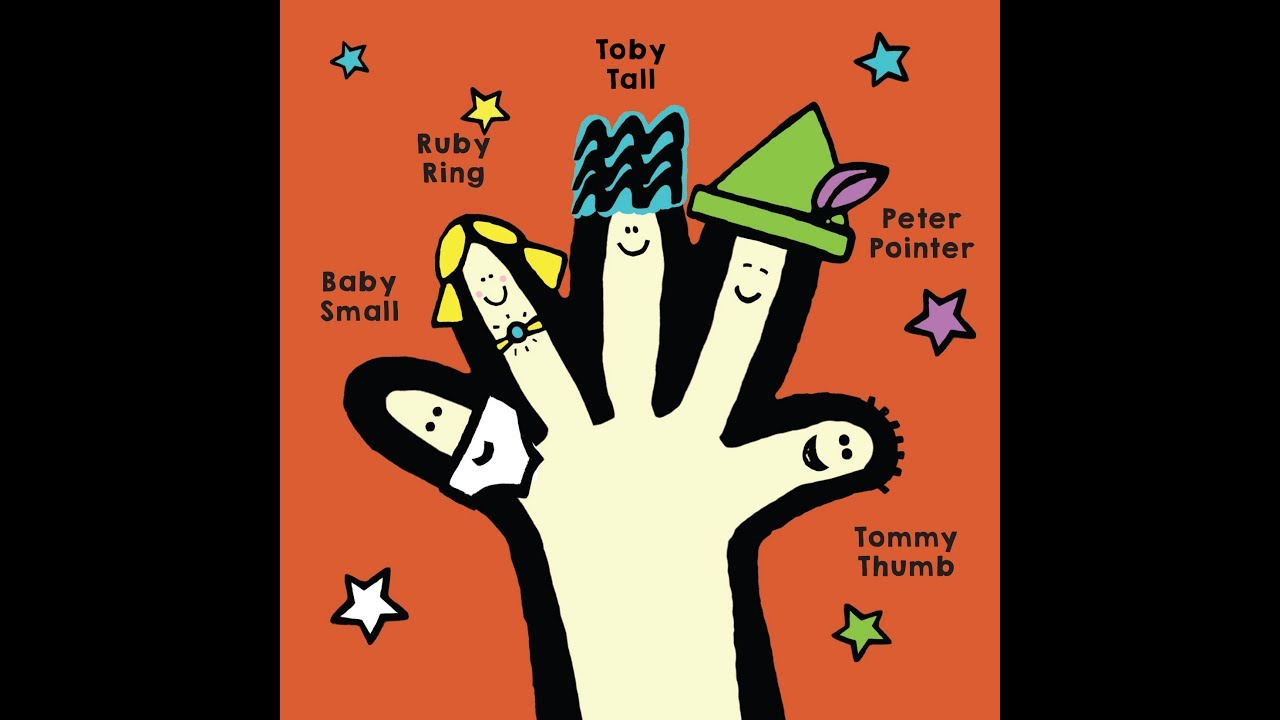 Toby
Tall
Ruby
Ring
Peter
Pointer
Baby
Small
Tommy
Thumb